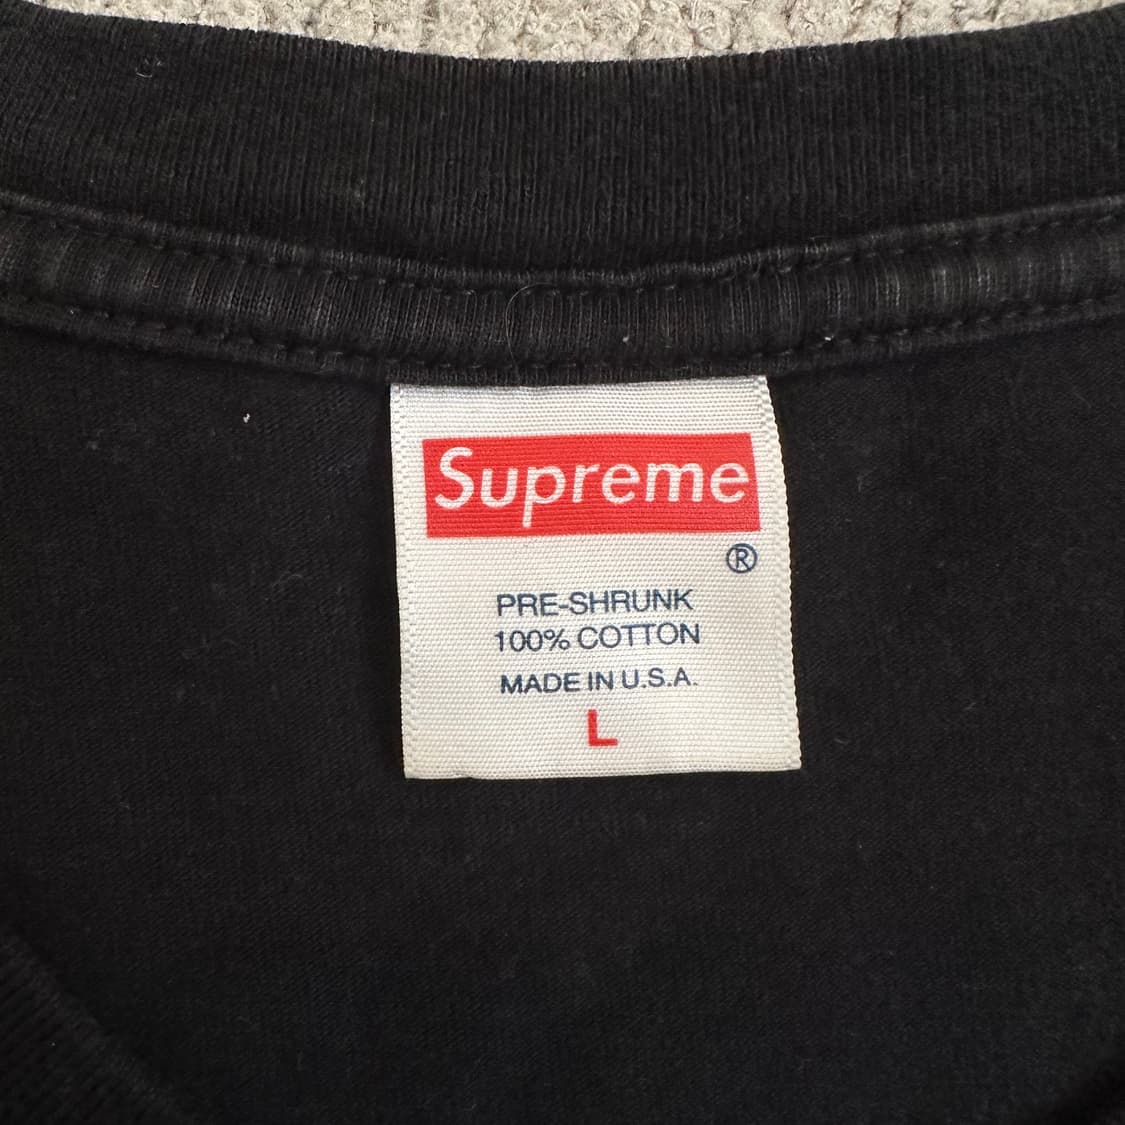 Supreme
®
PRE-SHRUNK
100% COTTON
MADE IN U.S.A.
L